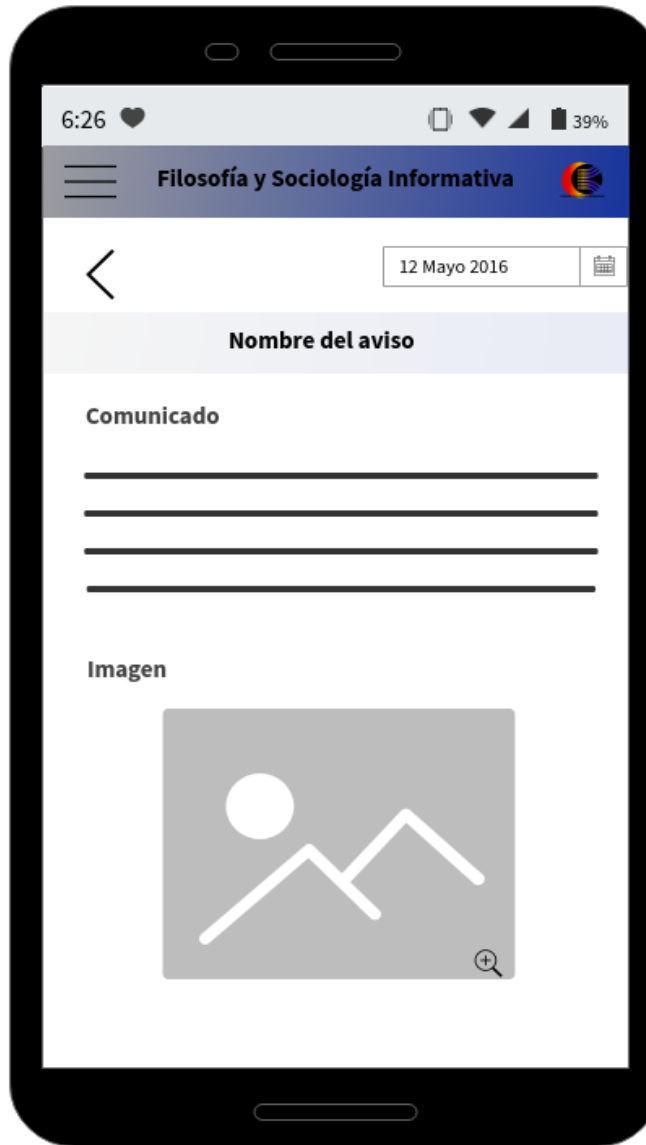 6:26
39%
Filosofía y Sociología Informativa
12 Mayo 2016
Nombre del aviso
Comunicado
Imagen